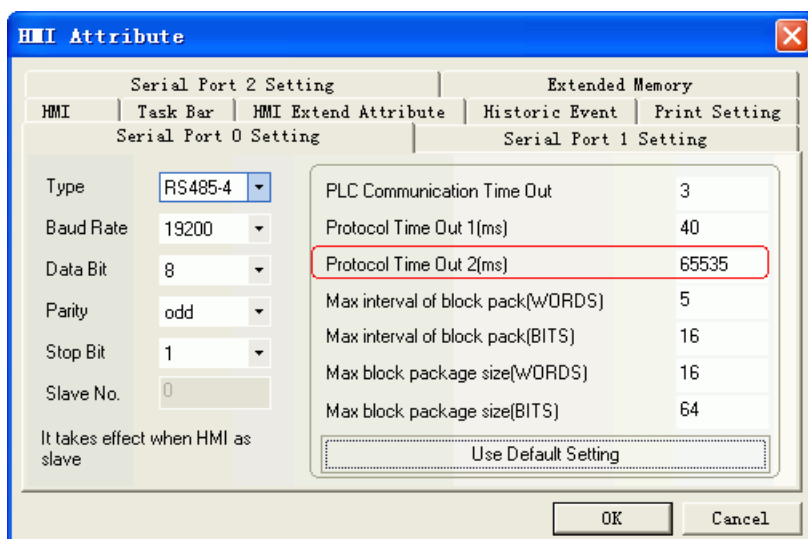 HMI Attribute
Serial Port 2 Setting Extended Memory
HMI Task Bar HMI Extend Attribute Historic Event Print Setting
Serial Port 0 Setting Serial Port 1 Setting
Type RS485-4
Baud Rate 19200
Data Bit 8
Parity odd
Stop Bit 1
Slave No. 0
It takes effect when HMI as
slave
PLC Communication Time Out 3
Protocol Time Out 1(ms) 40
Protocol Time Out 2(ms) 65535
Max interval of block pack(WORDS) 5
Max interval of block pack(BITS) 16
Max block package size(WORDS) 16
Max block package size(BITS) 64
Use Default Setting
OK Cancel